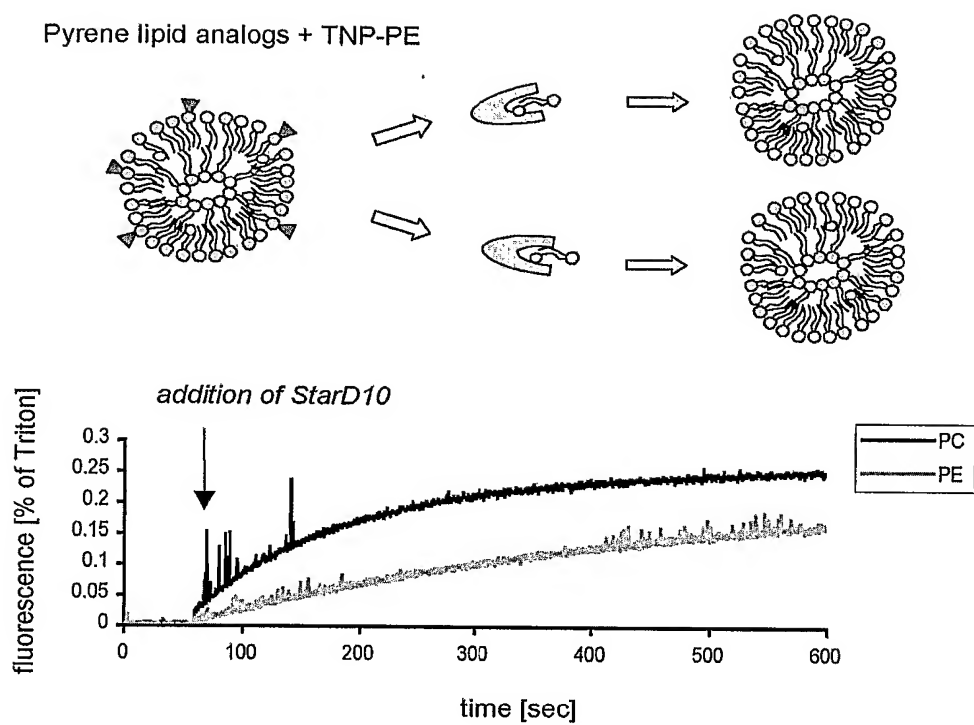 Pyrene lipid analogs + TNP-PE
addition of StarD10
fluorescence [% of Triton]
0.3
0.25
0.2
0.15
0.1
0.05
0
0
100
200
300
400
500
600
time [sec]
PC
PE